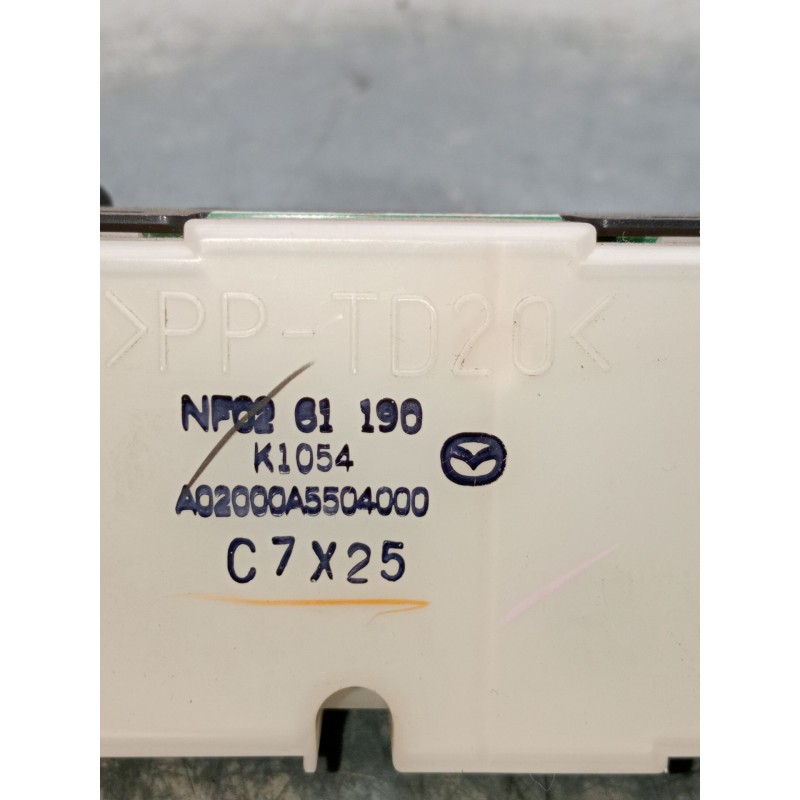 >PP-TD20<
NF02 61 190
K1054
A02000A5504000
C7X25